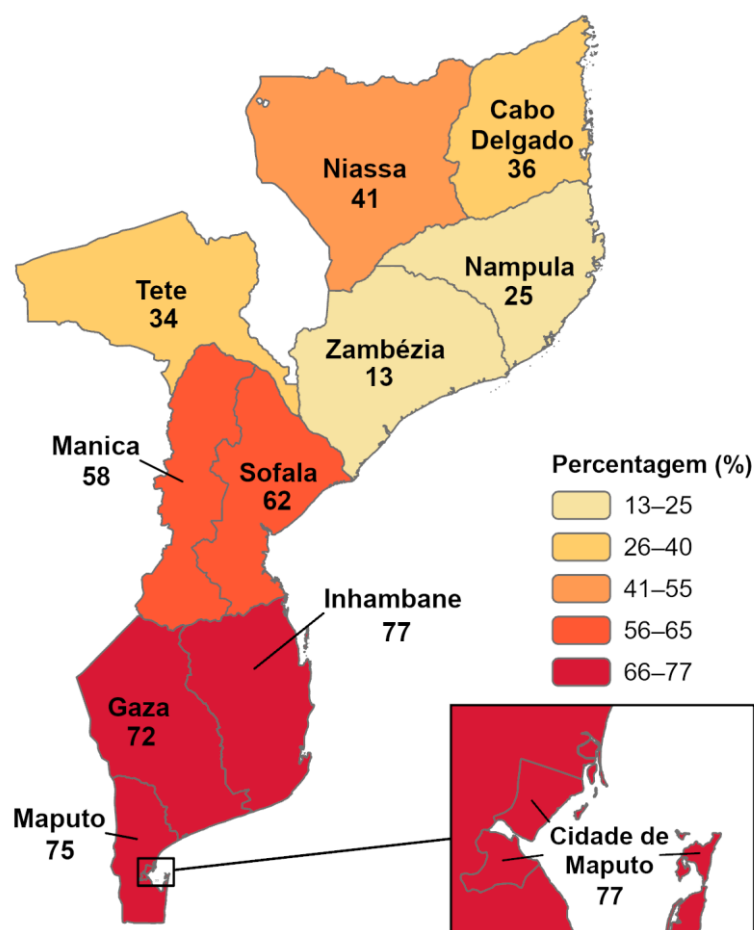 Cabo
Delgado
36
Niassa
41
Nampula
25
Tete
34
Zambézia
13
Manica
58
Sofala
62
Percentagem (%)
13–25
26–40
41–55
56–65
66–77
Inhambane
77
Gaza
72
Maputo
75
Cidade de
Maputo
77